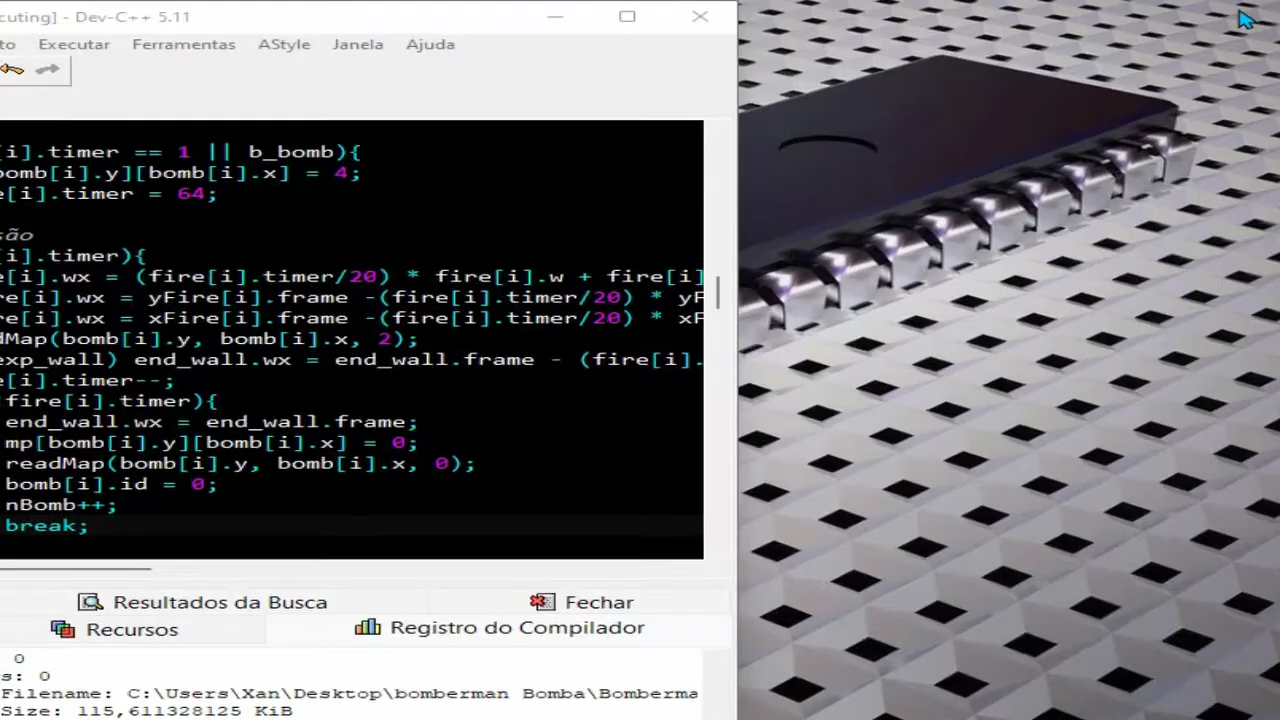 ecuting] - Dev-C++ 5.11
to Executar Ferramentas AStyle Janela Ajuda
[i].timer == 1 || b_bomb){
bomb[i].y][bomb[i].x] = 4;
e[i].timer = 64;
são
[i].timer){
e[i].wx = (fire[i].timer/20) * fire[i].w + fire[i]
re[i].wx = yFire[i].frame -(fire[i].timer/20) * yF
re[i].wx = xFire[i].frame -(fire[i].timer/20) * xF
dMap(bomb[i].y, bomb[i].x, 2);
exp_wall) end_wall.wx = end_wall.frame - (fire[i].
e[i].timer--;
!fire[i].timer){
end_wall.wx = end_wall.frame;
mp[bomb[i].y][bomb[i].x] = 0;
readMap(bomb[i].y, bomb[i].x, 0);
bomb[i].id = 0;
nBomb++;
break;
Resultados da Busca Fechar
Recursos Registro do Compilador
0
s: 0
Filename: C:\Users\Xan\Desktop\bomberman Bomba\Bomberma
Size: 115,611328125 KiB